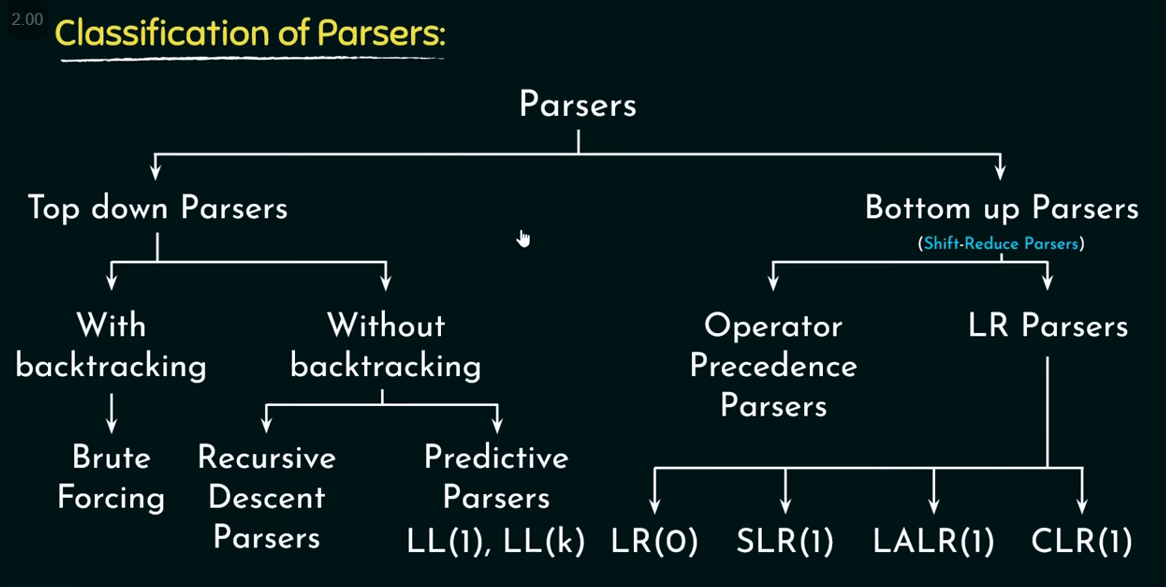 2.00
Classification of Parsers:
Parsers
Top down Parsers
Bottom up Parsers
(Shift-Reduce Parsers)
With
backtracking
Without
backtracking
Operator
Precedence
Parsers
LR Parsers
Brute
Forcing
Recursive
Descent
Parsers
Predictive
Parsers
LL(1), LL(k)
LR(0)
SLR(1)
LALR(1)
CLR(1)